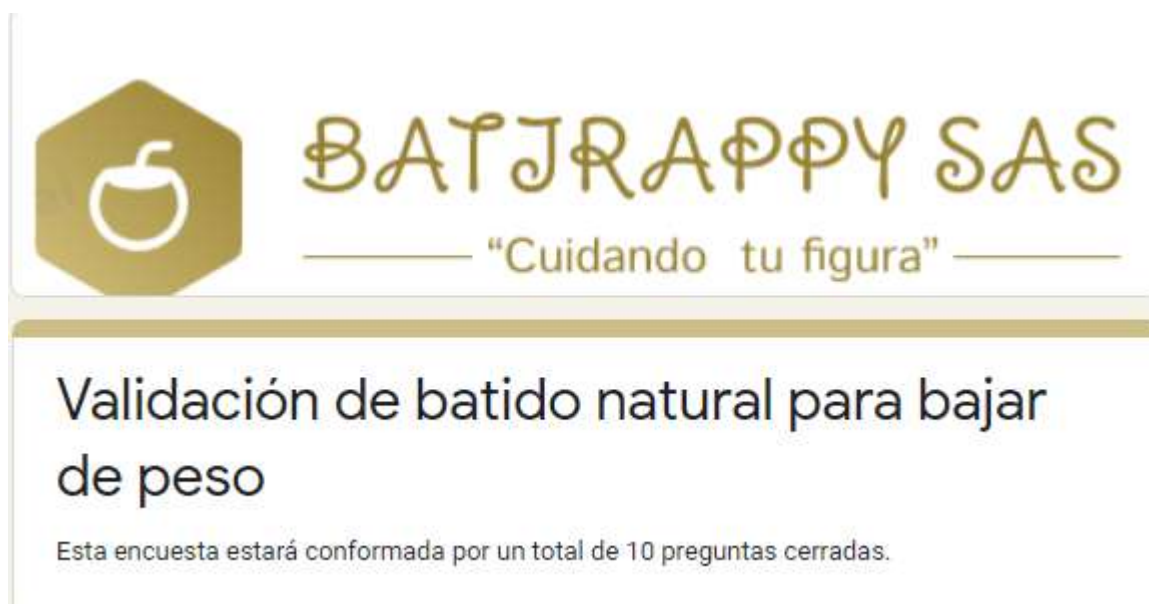 BATJRAPPY SAS
“Cuidando tu figura”
Validación de batido natural para bajar
de peso
Esta encuesta estará conformada por un total de 10 preguntas cerradas.